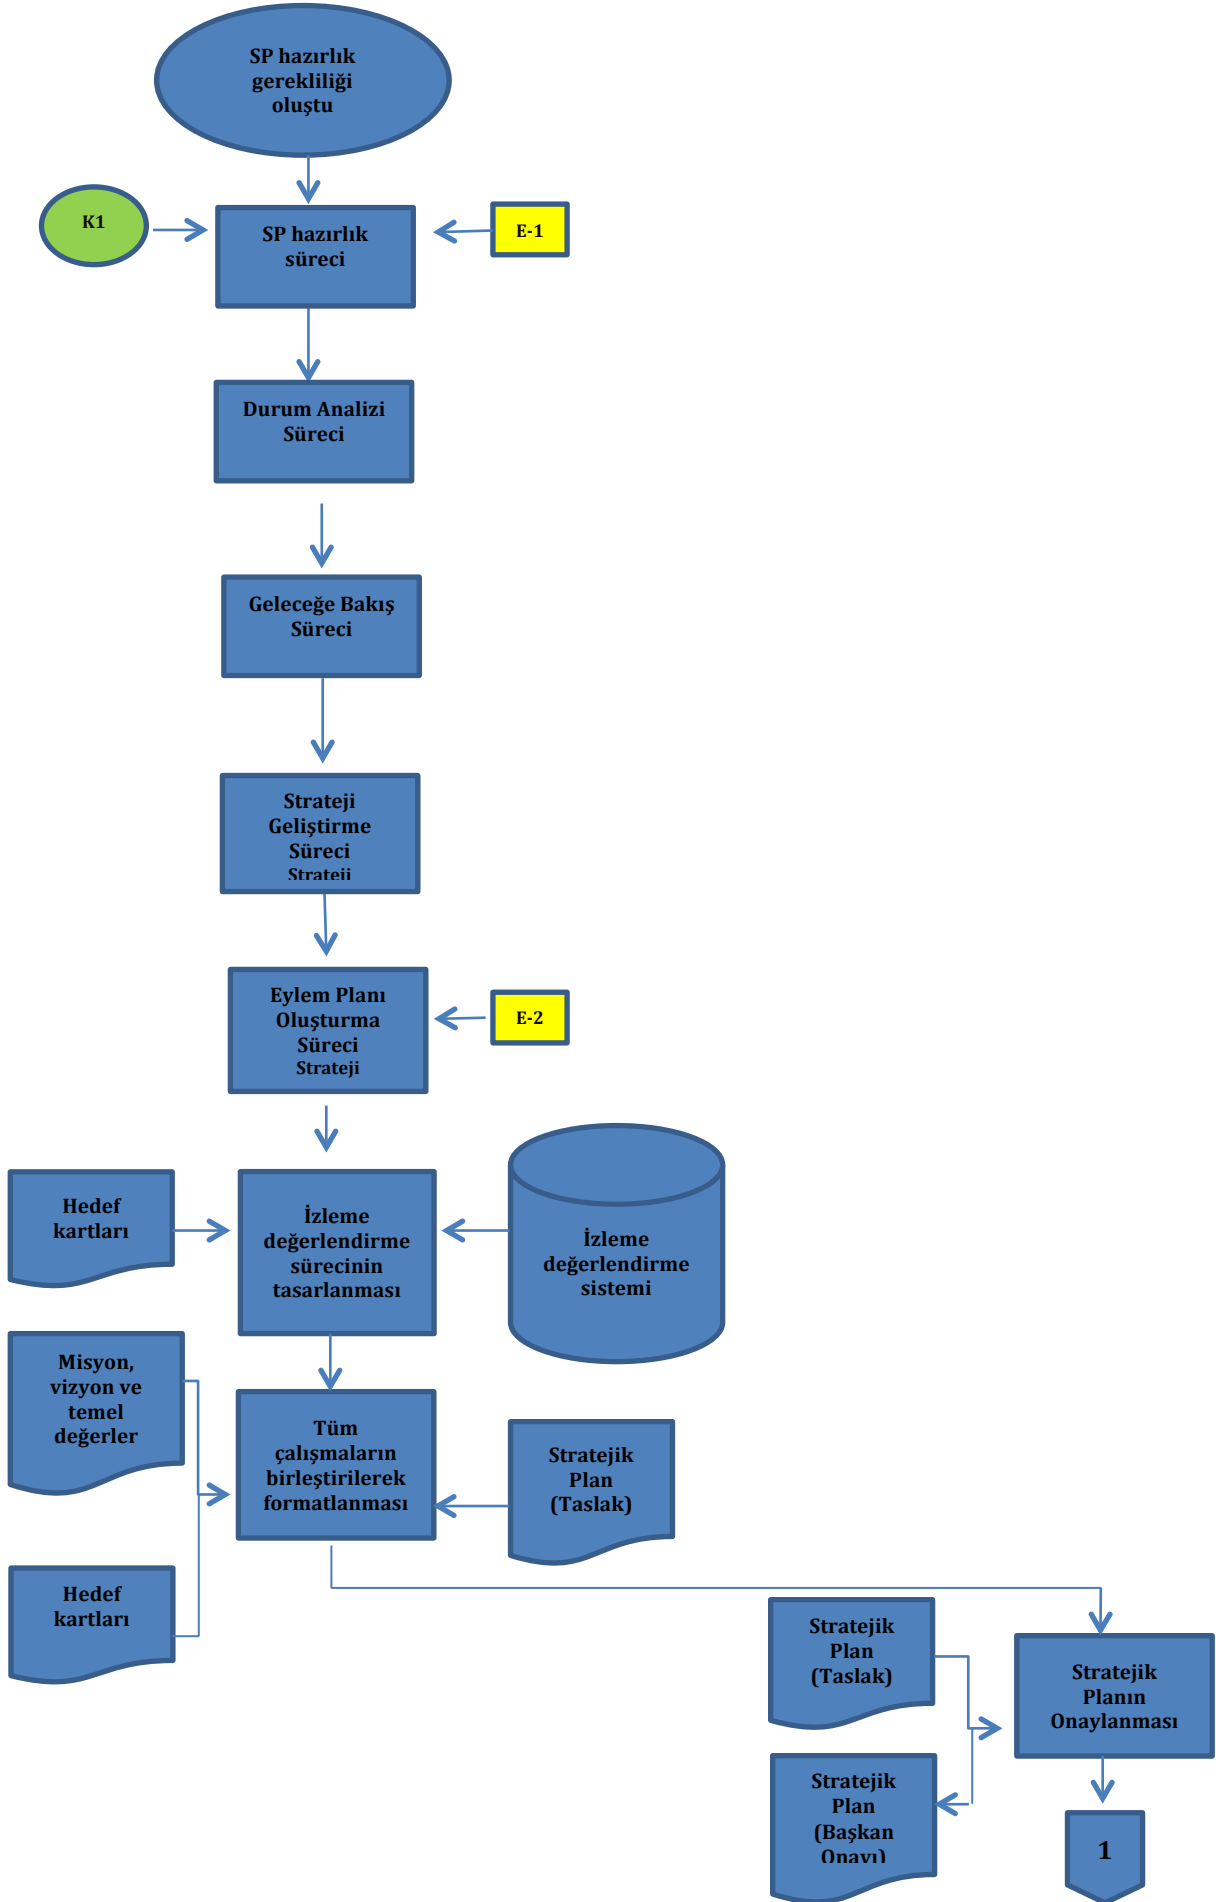 SP hazırlık
gerekliliği
oluştu
K1
SP hazırlık
süreci
E-1
Durum Analizi
Süreci
Geleceğe Bakış
Süreci
Strateji
Geliştirme
Süreci
Strateji
Eylem Planı
Oluşturma
Süreci
Strateji
E-2
Hedef
kartları
İzleme
değerlendirme
sürecinin
tasarlanması
İzleme
değerlendirme
sistemi
Misyon,
vizyon ve
temel
değerler
Tüm
çalışmaların
birleştirilerek
formatlanması
Stratejik
Plan
(Taslak)
Hedef
kartları
Stratejik
Plan
(Taslak)
Stratejik
Planın
Onaylanması
Stratejik
Plan
(Başkan
Onayı)
1